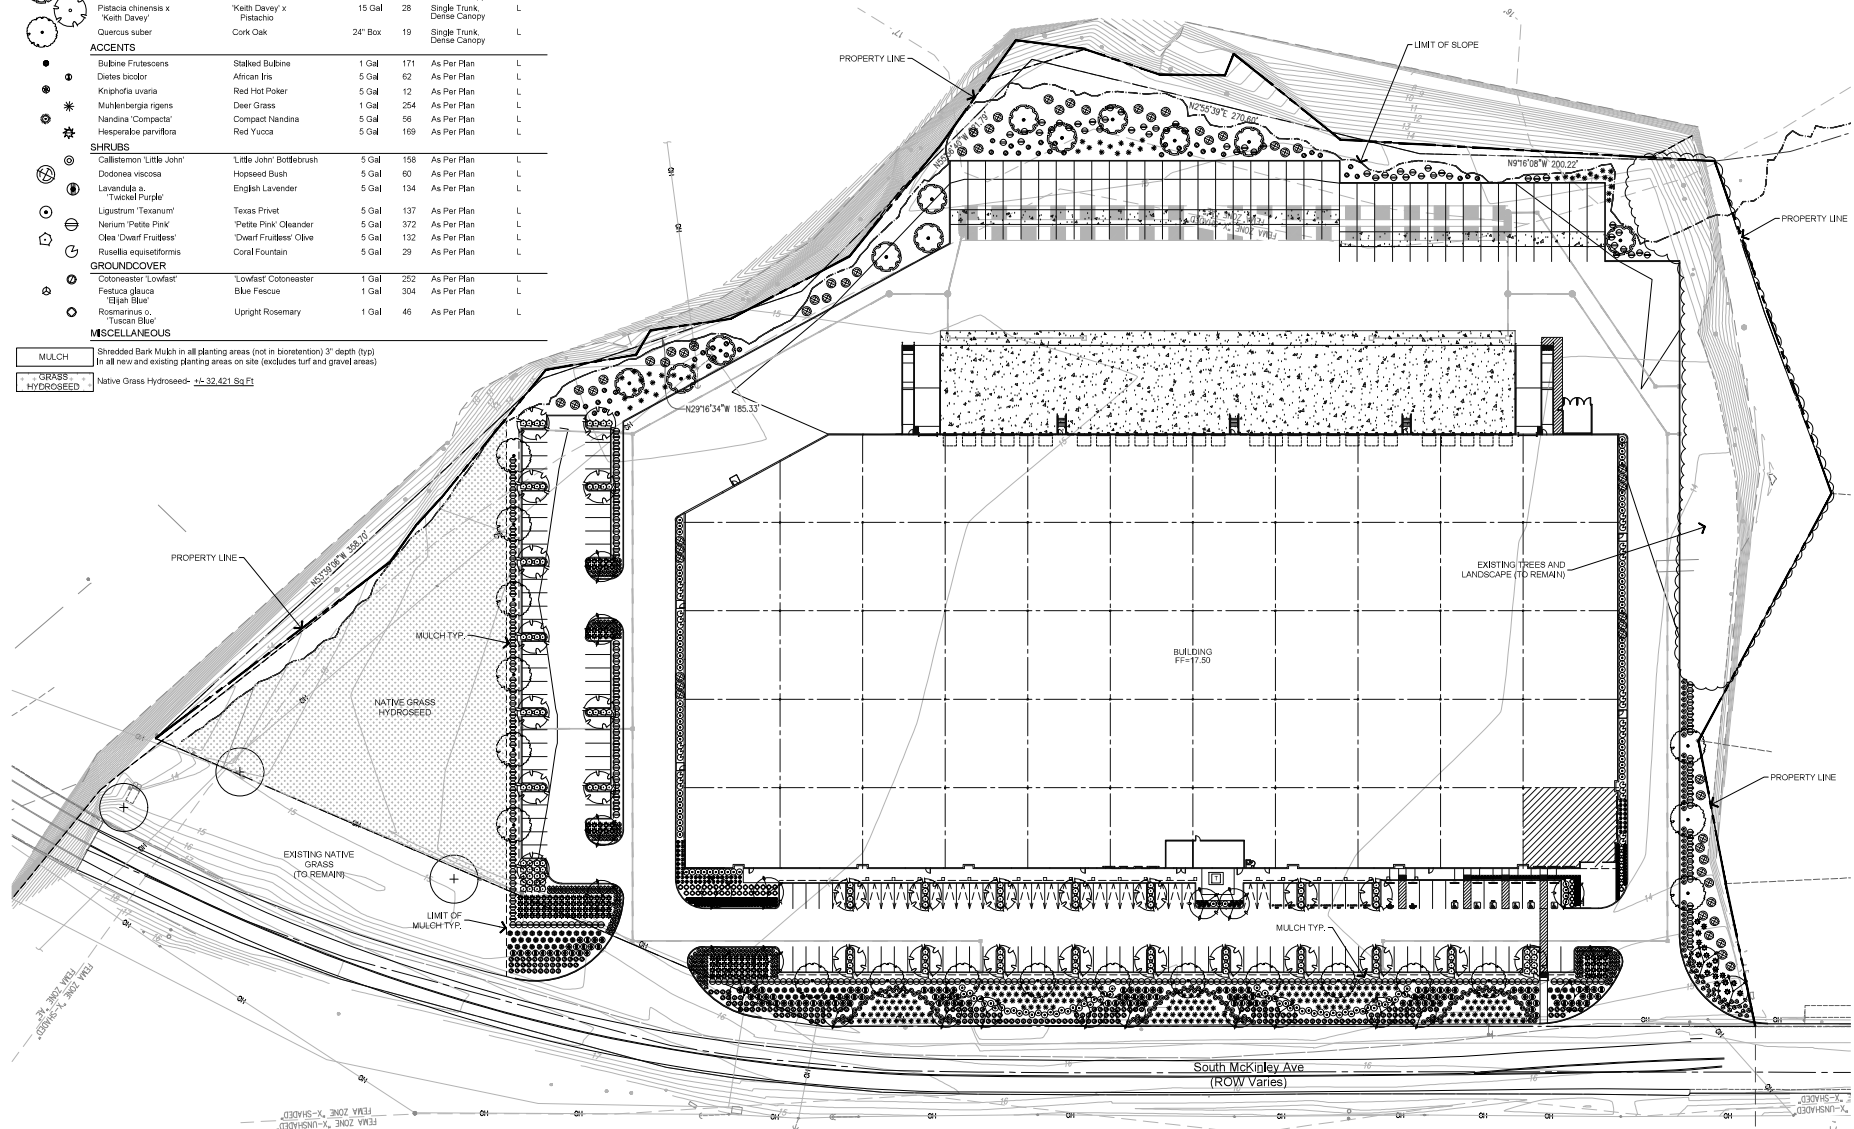 Pistacia chinensis x 'Keith Davey' x 15 Gal 28 Single Trunk, L
'Keith Davey' Pistachio Dense Canopy
Quercus suber Cork Oak 24" Box 19 Single Trunk, L
Dense Canopy
ACCENTS
Bulbine Frutescens Stalked Bulbine 1 Gal 171 As Per Plan L
Dietes bicolor African Iris 5 Gal 62 As Per Plan L
Kniphofia uvaria Red Hot Poker 5 Gal 12 As Per Plan L
Muhlenbergia rigens Deer Grass 1 Gal 254 As Per Plan L
Nandina 'Compacta' Compact Nandina 5 Gal 56 As Per Plan L
Hesperaloe parviflora Red Yucca 5 Gal 169 As Per Plan L
SHRUBS
Callistemon 'Little John' 'Little John' Bottlebrush 5 Gal 158 As Per Plan L
Dodonea viscosa Hopseed Bush 5 Gal 60 As Per Plan L
Lavandula a. English Lavender 5 Gal 134 As Per Plan L
'Twickel Purple'
Ligustrum 'Texanum' Texas Privet 5 Gal 137 As Per Plan L
Nerium 'Petite Pink' 'Petite Pink' Oleander 5 Gal 372 As Per Plan L
Olea 'Dwarf Fruitless' 'Dwarf Fruitless' Olive 5 Gal 132 As Per Plan L
Rusellia equisetiformis Coral Fountain 5 Gal 29 As Per Plan L
GROUNDCOVER
Cotoneaster 'Lowfast' 'Lowfast' Cotoneaster 1 Gal 252 As Per Plan L
Festuca glauca Blue Fescue 1 Gal 304 As Per Plan L
'Elijah Blue'
Rosmarinus o. Upright Rosemary 1 Gal 46 As Per Plan L
'Tuscan Blue'
MISCELLANEOUS
MULCH
Shredded Bark Mulch in all planting areas (not in bioretention) 3" depth (typ)
In all new and existing planting areas on site (excludes turf and gravel areas)
GRASS
HYDROSEED
Native Grass Hydroseed- +/- 32,421 Sq Ft
PROPERTY LINE
LIMIT OF SLOPE
N2°55'39"E 270.60'
N9°16'08"W 200.22'
PROPERTY LINE
FEMA ZONE "X-
N29°16'34"W 185.33'
N53°39'06"W 358.70'
PROPERTY LINE
EXISTING TREES AND
LANDSCAPE (TO REMAIN)
MULCH TYP.
BUILDING
FF=17.50
NATIVE GRASS
HYDROSEED
PROPERTY LINE
EXISTING NATIVE
GRASS
(TO REMAIN)
LIMIT OF
MULCH TYP.
MULCH TYP.
FEMA ZONE "X-SHADED"
FEMA ZONE "AE"
South McKinley Ave
(ROW Varies)
FEMA ZONE "X-SHADED"
FEMA ZONE "X-UNSHADED"
"X-SHADED"
"X-UNSHADED"